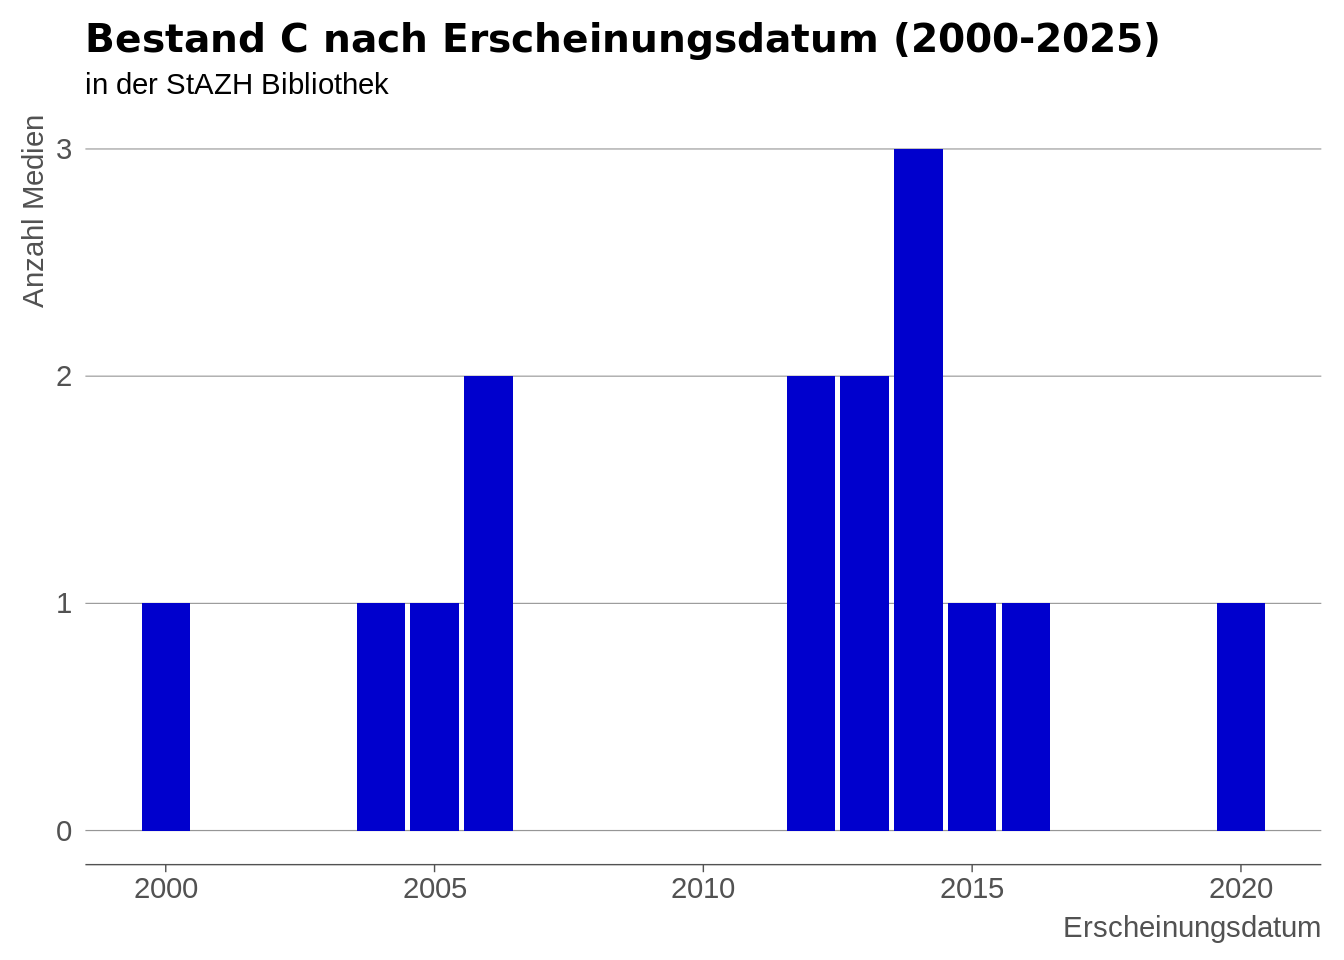 Bestand C nach Erscheinungsdatum (2000-2025)
in der StAZH Bibliothek
Anzahl Medien
3
2
1
0
2000 2005 2010 2015 2020
Erscheinungsdatum